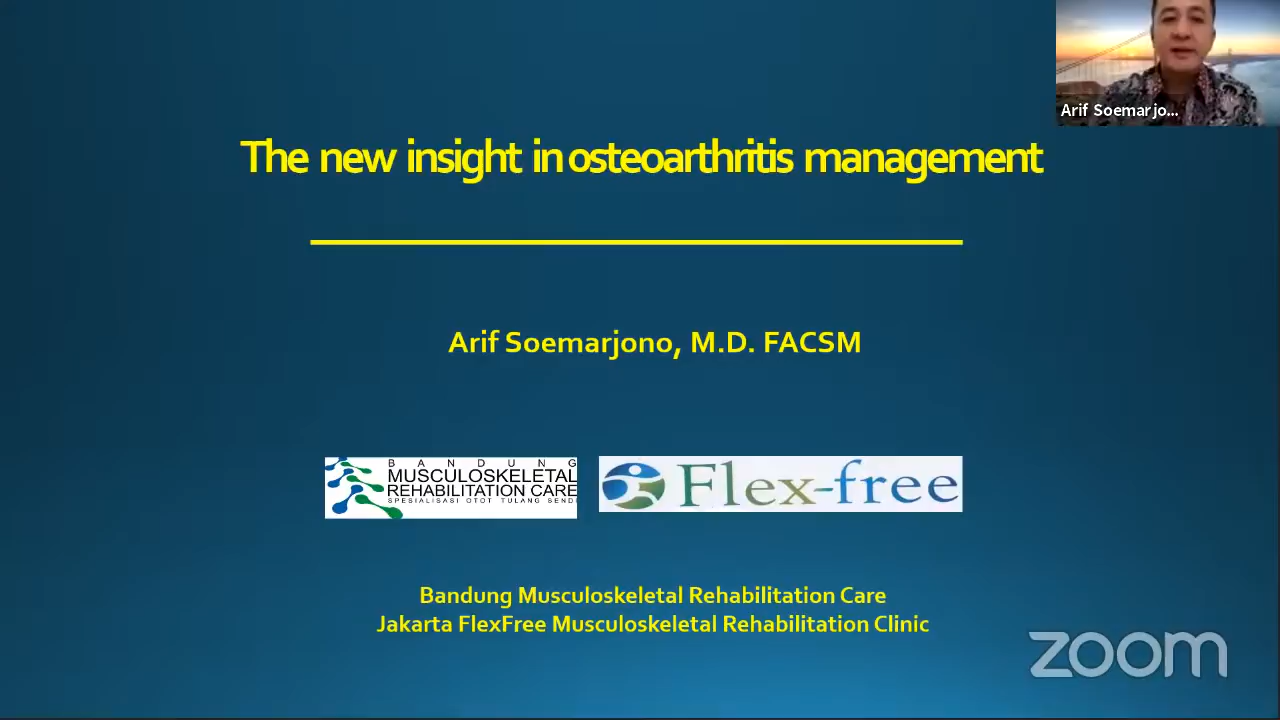 Arif Soemarjo...
The new insight in osteoarthritis management
Arif Soemarjono, M.D. FACSM
BANDUNG
MUSCULOSKELETAL
REHABILITATION CARE
SPESIALISASI OTOT TULANG SENDI
Flex-free
Bandung Musculoskeletal Rehabilitation Care
Jakarta FlexFree Musculoskeletal Rehabilitation Clinic
zoom